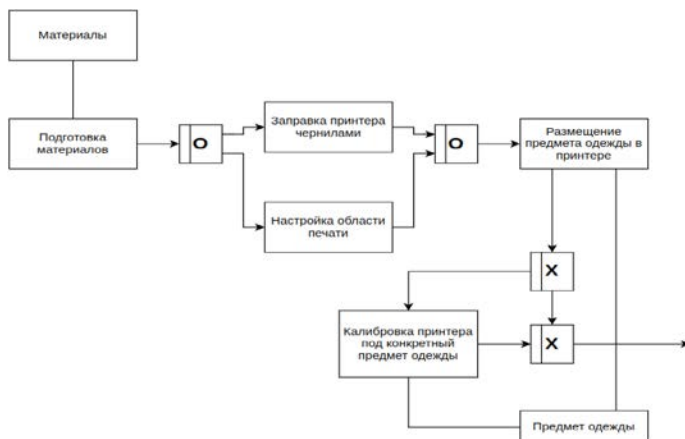 Материалы
Подготовка
материалов
O
Заправка принтера
чернилами
Настройка области
печати
O
Размещение
предмета одежды в
принтере
X
Калибровка принтера
под конкретный
предмет одежды
X
Предмет одежды